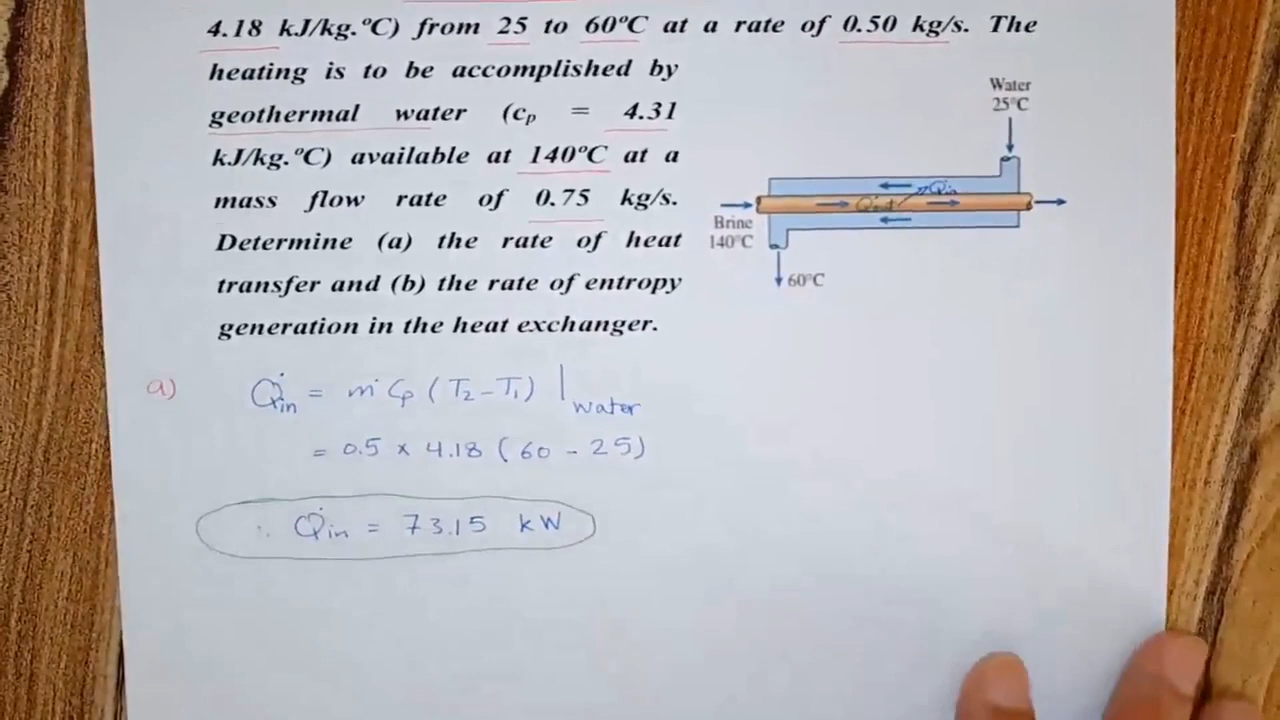 4.18 kJ/kg.ºC) from 25 to 60ºC at a rate of 0.50 kg/s. The
heating is to be accomplished by
geothermal water (cp = 4.31
kJ/kg.ºC) available at 140ºC at a
mass flow rate of 0.75 kg/s.
Determine (a) the rate of heat
transfer and (b) the rate of entropy
generation in the heat exchanger.
Water
25°C
Q̇in
Q̇out
Brine
140°C
60°C
a) Q̇in = ṁ Cp (T2 - T1) | water
= 0.5 × 4.18 (60 - 25)
∴ Q̇in = 73.15 kW